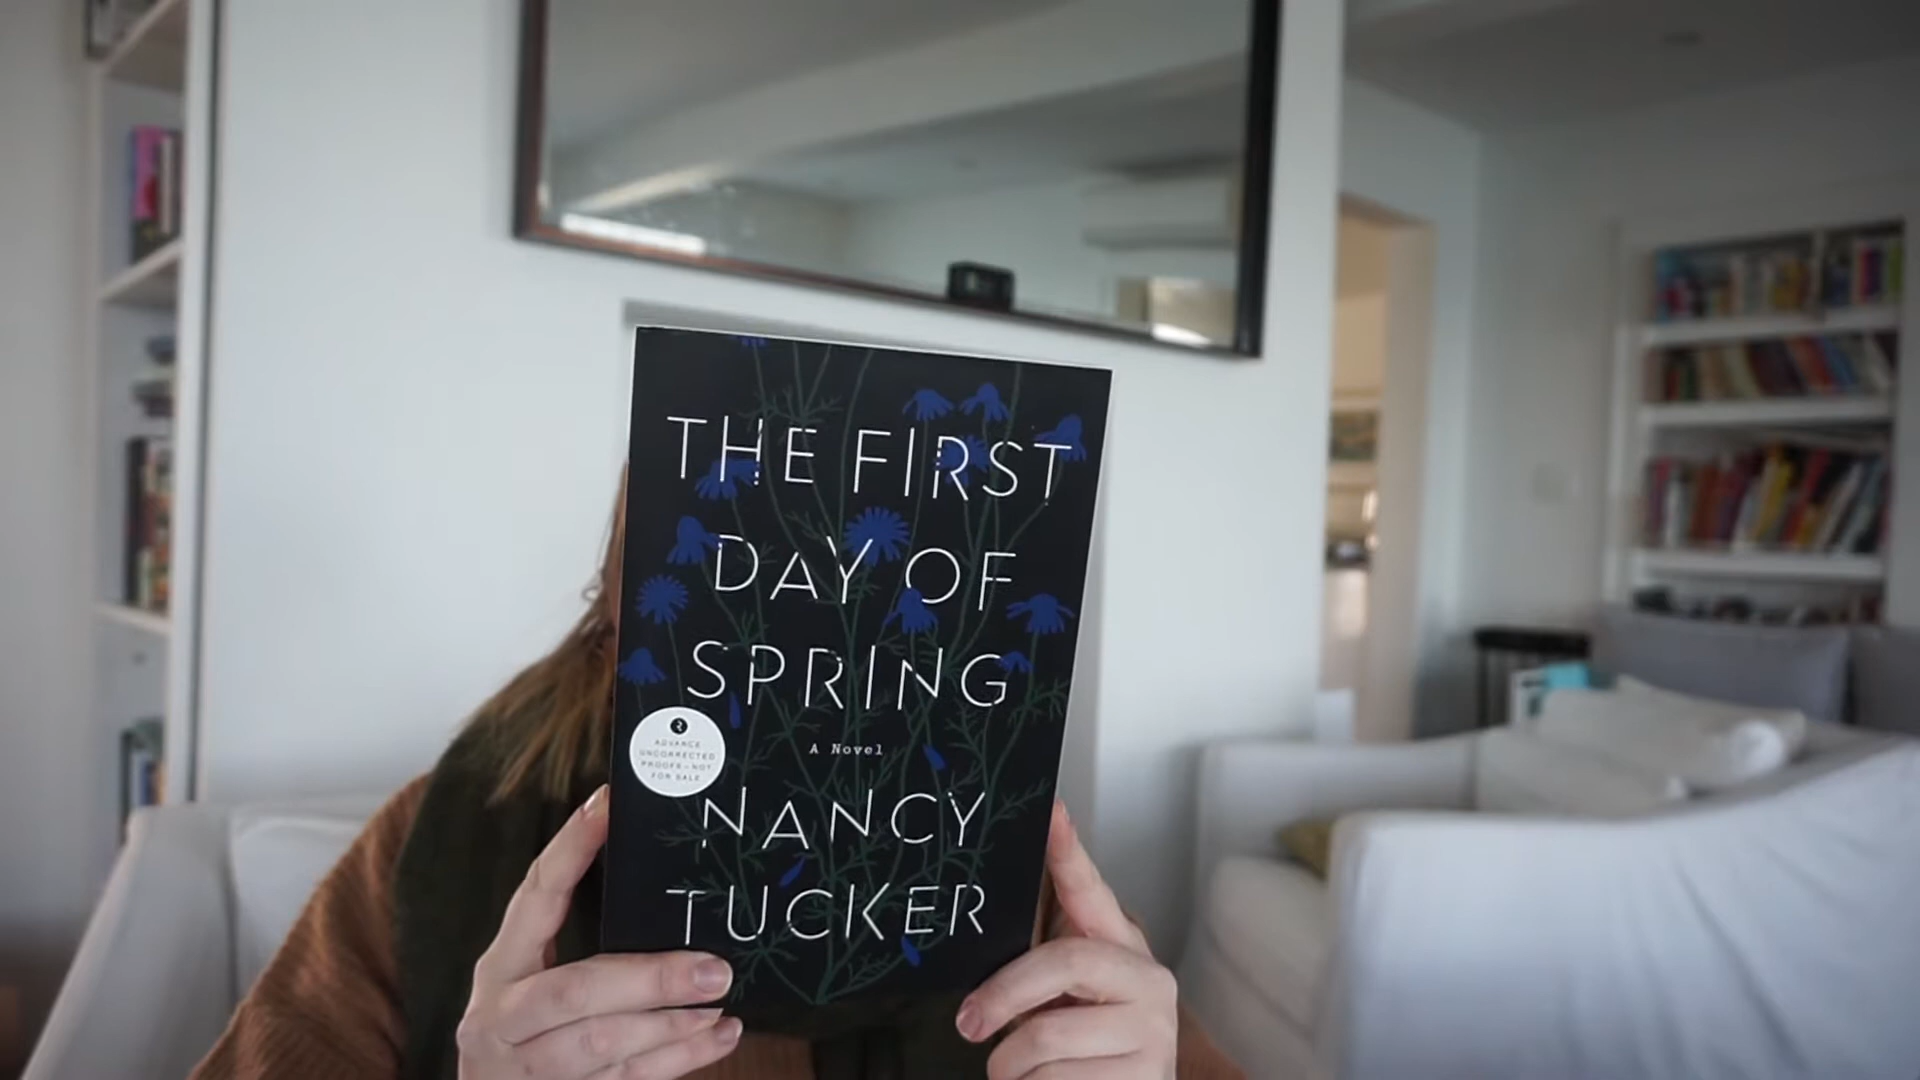 THE FIRST
DAY OF
SPRING
A Novel
ADVANCE
UNCORRECTED
PROOFS—NOT
FOR SALE
NANCY
TUCKER